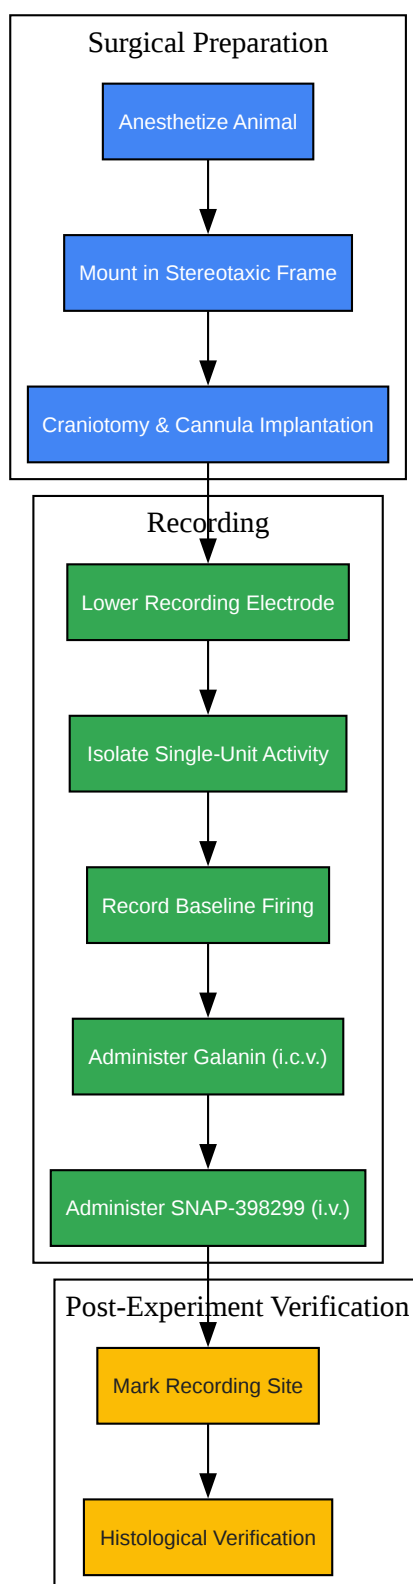 Surgical Preparation
Anesthetize Animal
Mount in Stereotaxic Frame
Craniotomy & Cannula Implantation
Recording
Lower Recording Electrode
Isolate Single-Unit Activity
Record Baseline Firing
Administer Galanin (i.c.v.)
Administer SNAP-398299 (i.v.)
Post-Experiment Verification
Mark Recording Site
Histological Verification